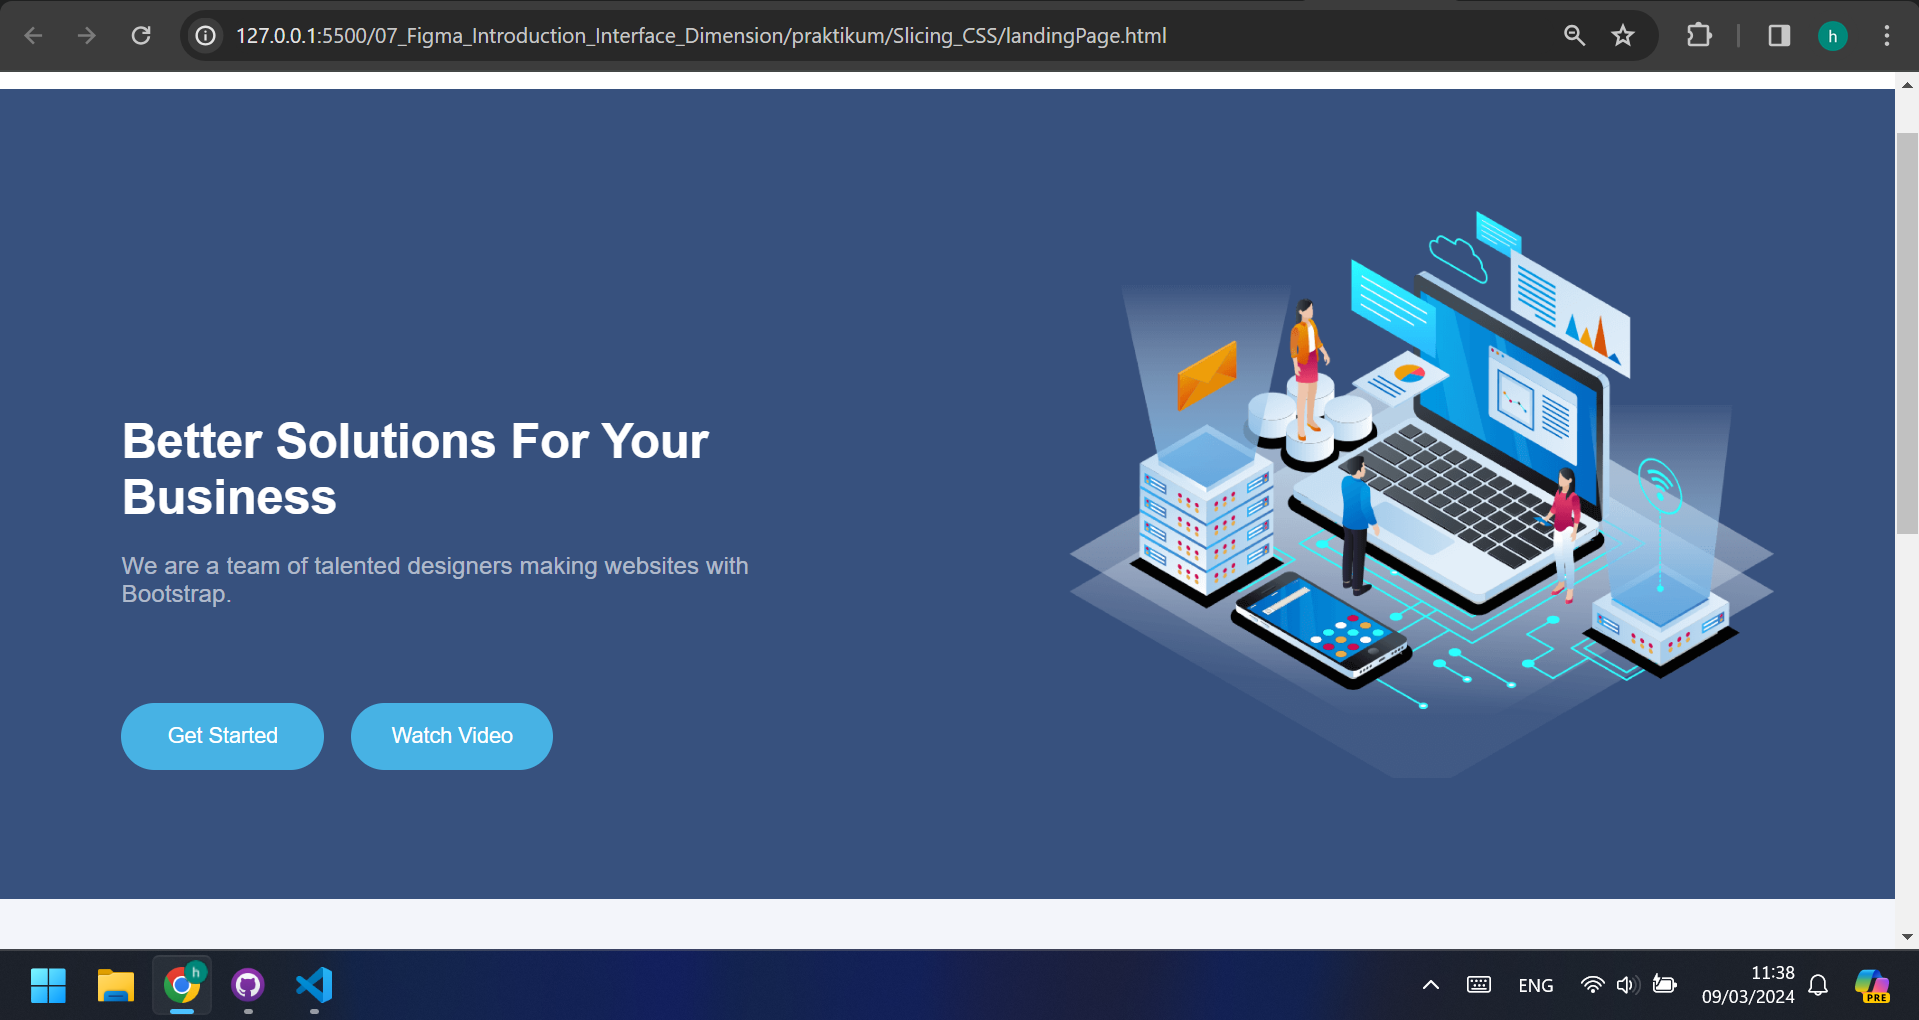 127.0.0.1:5500/07_Figma_Introduction_Interface_Dimension/praktikum/Slicing_CSS/landingPage.html
h
Better Solutions For Your
Business
We are a team of talented designers making websites with
Bootstrap.
Get Started
Watch Video
h
ENG
11:38
09/03/2024
PRE